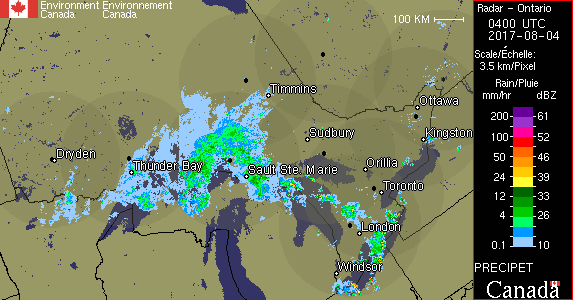 Environment Environnement
Canada Canada
100 KM
Radar - Ontario
0400 UTC
2017-08-04
Scale/Échelle:
3.5 km/Pixel
Rain/Pluie
mm/hr dBZ
200 61
100 52
50 46
24 39
12 33
4 26
0.1 10
PRECIPET
Canada
Timmins
Ottawa
Sudbury
Kingston
Dryden
Thunder Bay
Sault Ste. Marie
Orillia
Toronto
London
Windsor